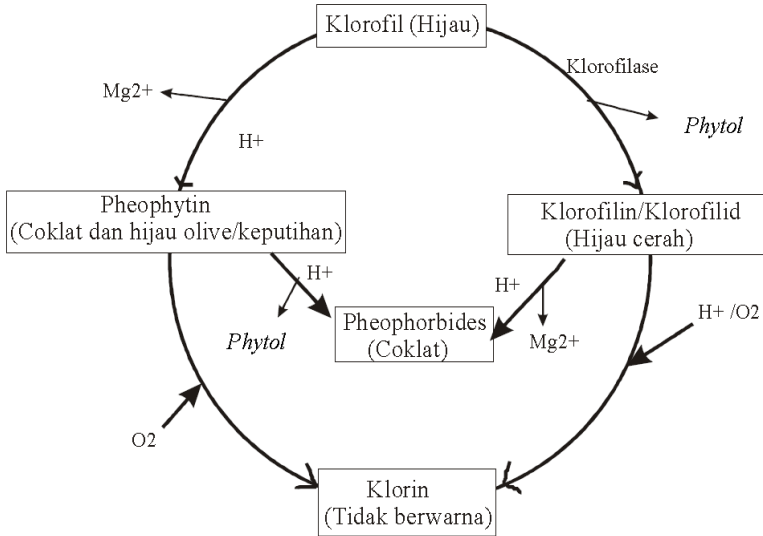 Klorofil (Hijau)
Klorofilase
Mg2+
Phytol
H+
Pheophytin
(Coklat dan hijau olive/keputihan)
Klorofilin/Klorofilid
(Hijau cerah)
H+
H+
Phytol
Pheophorbides
(Coklat)
Mg2+
H+ /O2
O2
Klorin
(Tidak berwarna)